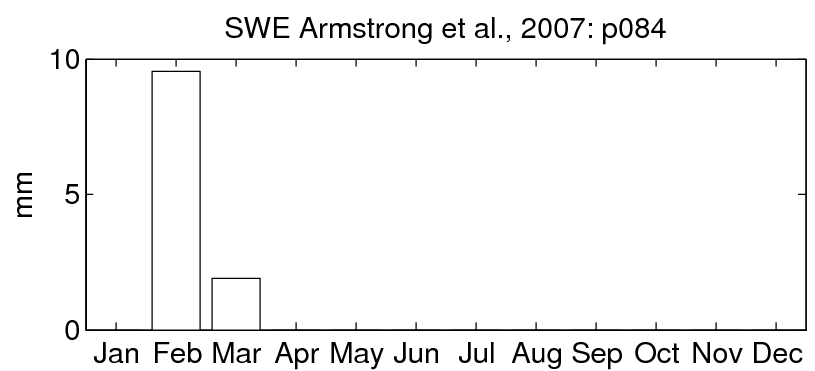 SWE Armstrong et al., 2007: p084
10
5
0
mm
Jan Feb Mar Apr May Jun Jul Aug Sep Oct Nov Dec